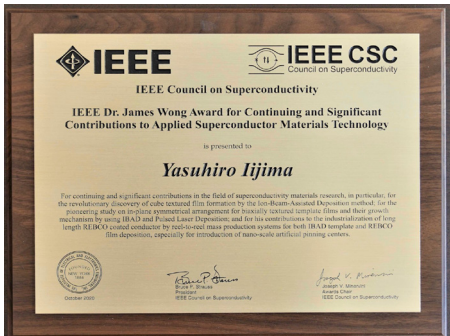 IEEE
IEEE CSC
Council on Superconductivity
IEEE Council on Superconductivity
IEEE Dr. James Wong Award for Continuing and Significant
Contributions to Applied Superconductor Materials Technology
is presented to
Yasuhiro Iijima
For continuing and significant contributions in the field of superconductivity materials research, in particular, for
the revolutionary discovery of cube textured film formation by the Ion-Beam-Assisted Deposition method; for the
pioneering study on in-plane symmetrical arrangement for biaxially textured template films and their growth
mechanism by using IBAD and Pulsed Laser Deposition; and for his contributions to the industrialization of long
length REBCO coated conductor by reel-to-reel mass production systems for both IBAD template and REBCO
film deposition, especially for introduction of nano-scale artificial pinning centers.
Bruce P. Strauss
President
IEEE Council on Superconductivity
Joseph V. Minervini
Awards Chair
IEEE Council on Superconductivity